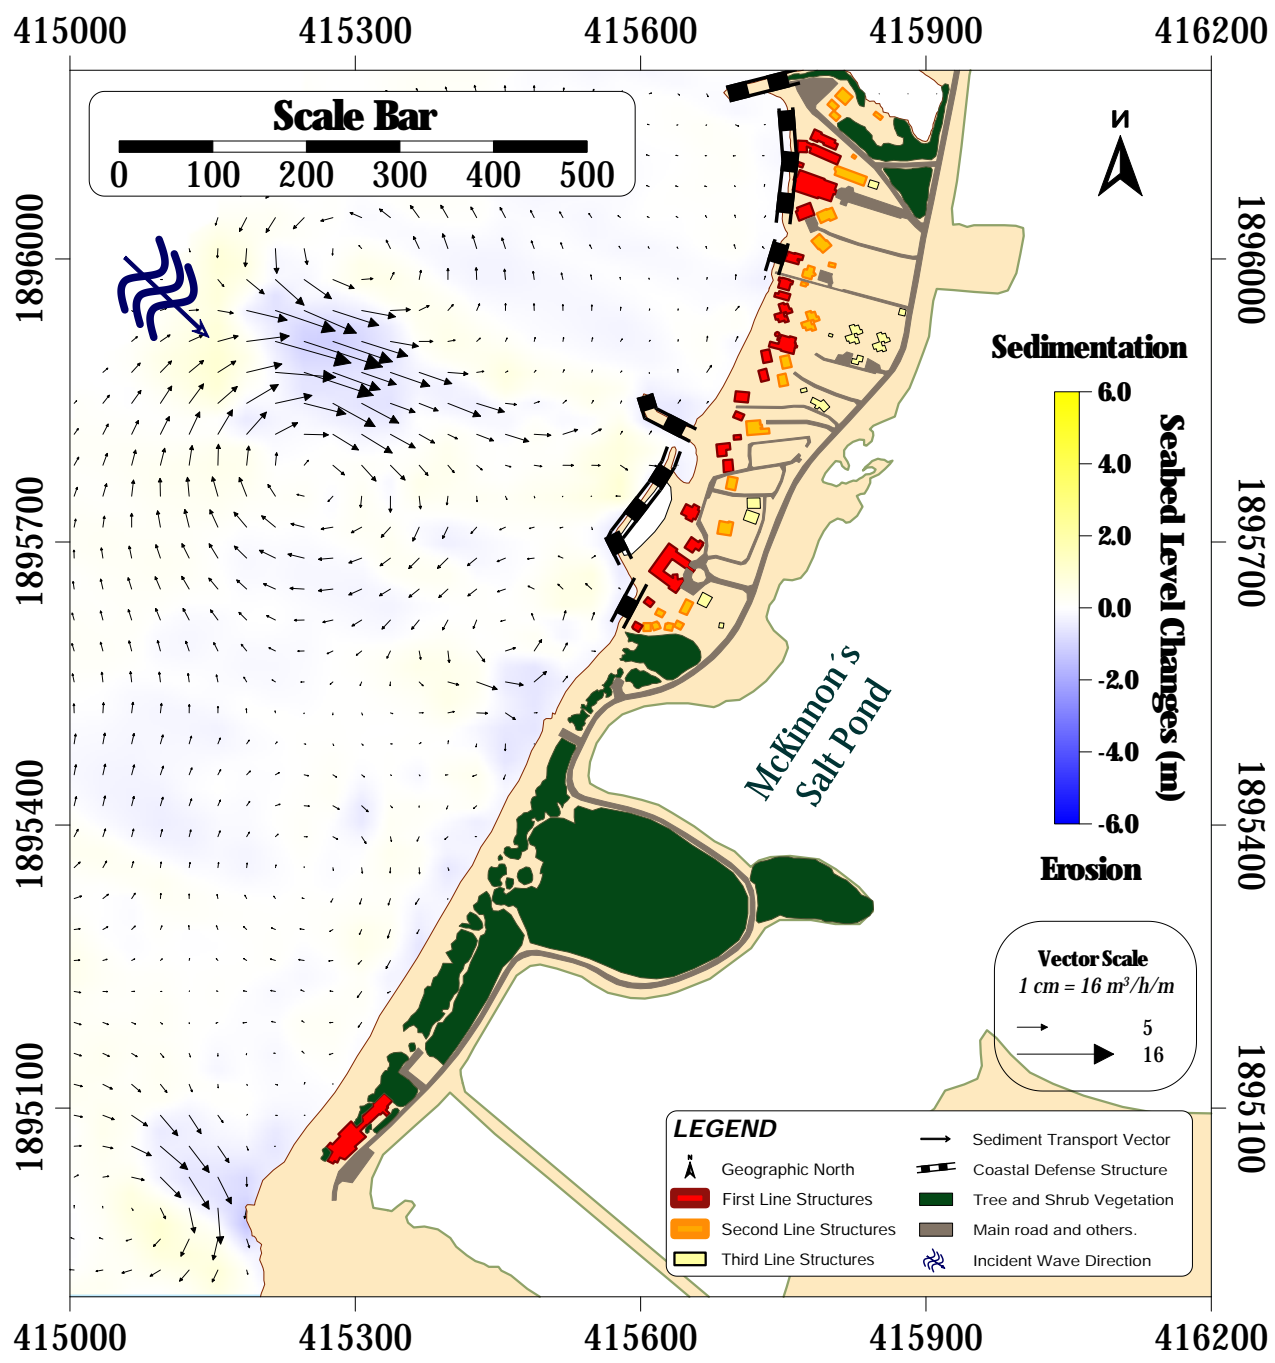 415000 415300 415600 415900 416200
Scale Bar
0 100 200 300 400 500
N
1896000
1896000
Sedimentation
6.0
4.0
2.0
0.0
-2.0
-4.0
-6.0
Seabed Level Changes (m)
Erosion
1895700
1895700
McKinnon´s
Salt Pond
1895400
1895400
Vector Scale
1 cm = 16 m³/h/m
5
16
1895100
1895100
LEGEND
N
Geographic North
First Line Structures
Second Line Structures
Third Line Structures
Sediment Transport Vector
Coastal Defense Structure
Tree and Shrub Vegetation
Main road and others.
Incident Wave Direction
415000 415300 415600 415900 416200